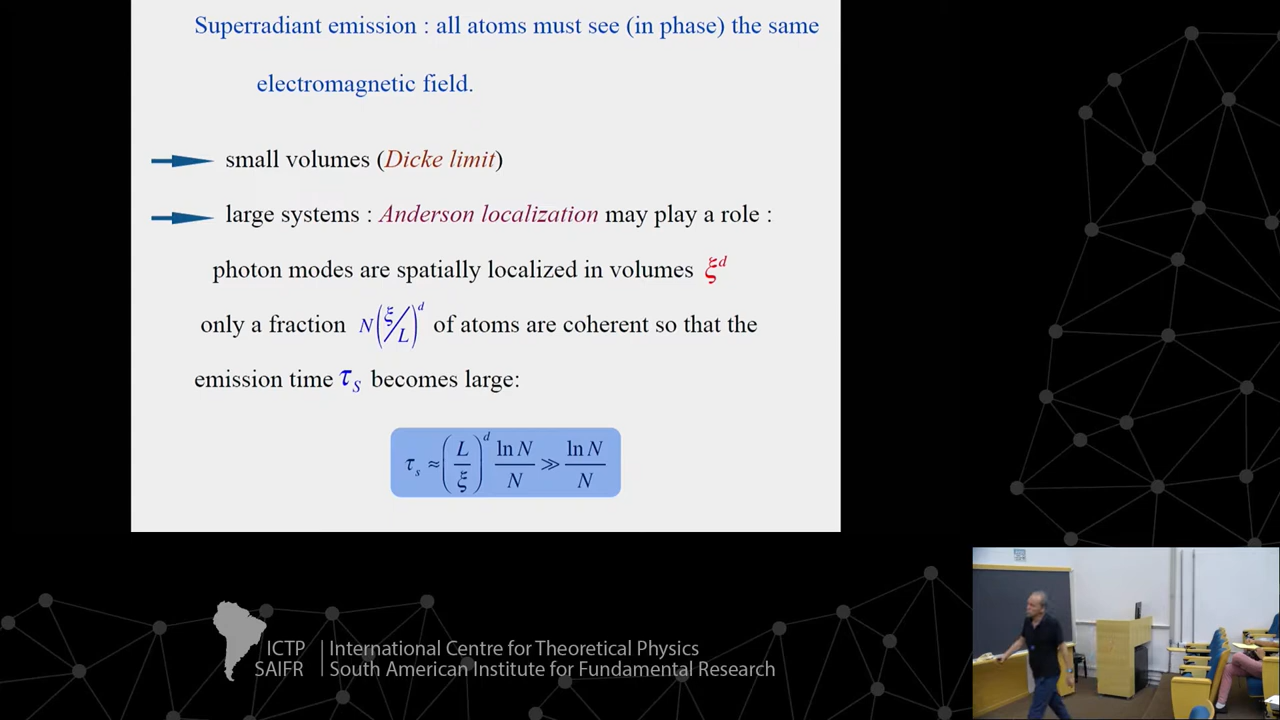 Superradiant emission : all atoms must see (in phase) the same
electromagnetic field.
small volumes (Dicke limit)
large systems : Anderson localization may play a role :
photon modes are spatially localized in volumes ξ^d
only a fraction N(ξ/L)^d of atoms are coherent so that the
emission time τ_S becomes large:
τ_s ≈ (L/ξ)^d ln N/N ≫ ln N/N
ICTP
SAIFR
International Centre for Theoretical Physics
South American Institute for Fundamental Research